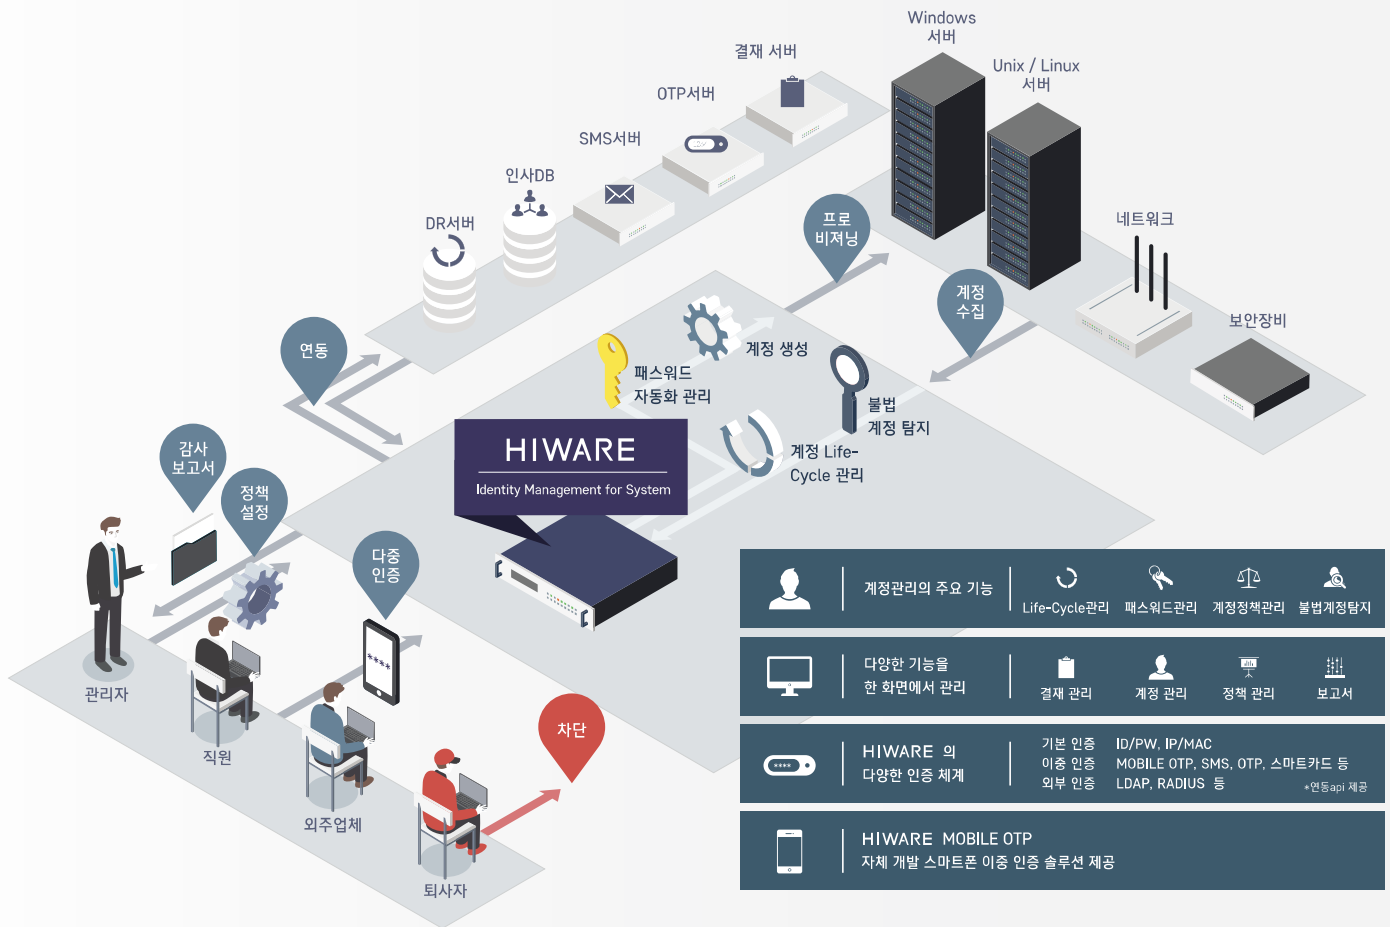 Windows
서버
Unix / Linux
서버
결재 서버
OTP서버
SMS서버
인사DB
DR서버
네트워크
보안장비
프로
비져닝
계정
수집
연동
계정 생성
패스워드
자동화 관리
불법
계정 탐지
계정 Life-
Cycle 관리
HIWARE
Identity Management for System
감사
보고서
정책
설정
다중
인증
****
관리자
직원
외주업체
퇴사자
차단
계정관리의 주요 기능
Life-Cycle관리
패스워드관리
계정정책관리
불법계정탐지
다양한 기능을
한 화면에서 관리
결재 관리
계정 관리
정책 관리
보고서
****
HIWARE 의
다양한 인증 체계
기본 인증 ID/PW, IP/MAC
이중 인증 MOBILE OTP, SMS, OTP, 스마트카드 등
외부 인증 LDAP, RADIUS 등
*연동api 제공
HIWARE MOBILE OTP
자체 개발 스마트폰 이중 인증 솔루션 제공